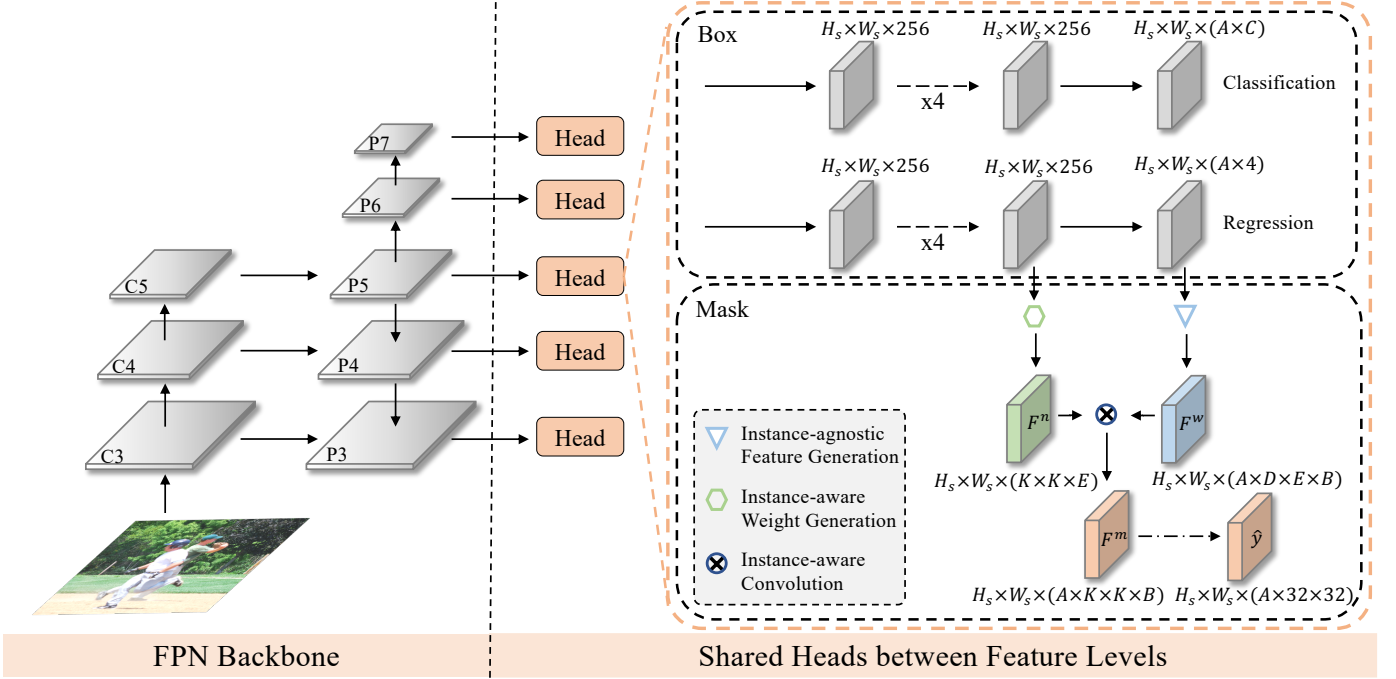 Box
H_s×W_s×256
H_s×W_s×256
H_s×W_s×(A×C)
Classification
x4
H_s×W_s×256
H_s×W_s×256
H_s×W_s×(A×4)
Regression
x4
P7
Head
P6
Head
C5
P5
Head
C4
P4
Head
C3
P3
Head
Mask
F^n
F^w
H_s×W_s×(K×K×E)
H_s×W_s×(A×D×E×B)
F^m
ŷ
H_s×W_s×(A×K×K×B)
H_s×W_s×(A×32×32)
Instance-agnostic
Feature Generation
Instance-aware
Weight Generation
Instance-aware
Convolution
FPN Backbone
Shared Heads between Feature Levels